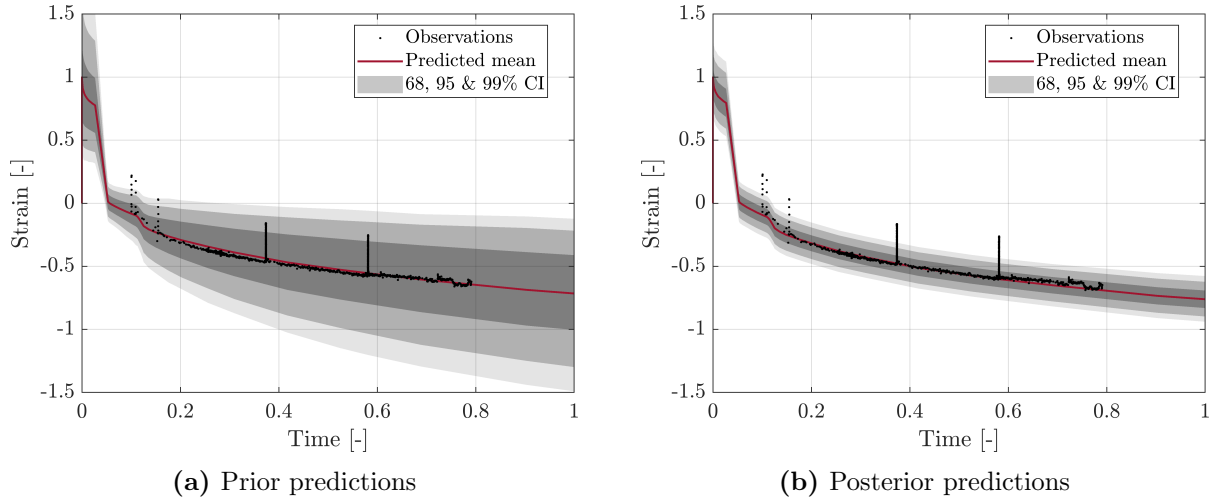 1.5
1
0.5
0
-0.5
-1
-1.5
Strain [-]
0
0.2
0.4
0.6
0.8
1
Time [-]
Observations
Predicted mean
68, 95 & 99% CI
(a) Prior predictions
1.5
1
0.5
0
-0.5
-1
-1.5
Strain [-]
0
0.2
0.4
0.6
0.8
1
Time [-]
Observations
Predicted mean
68, 95 & 99% CI
(b) Posterior predictions